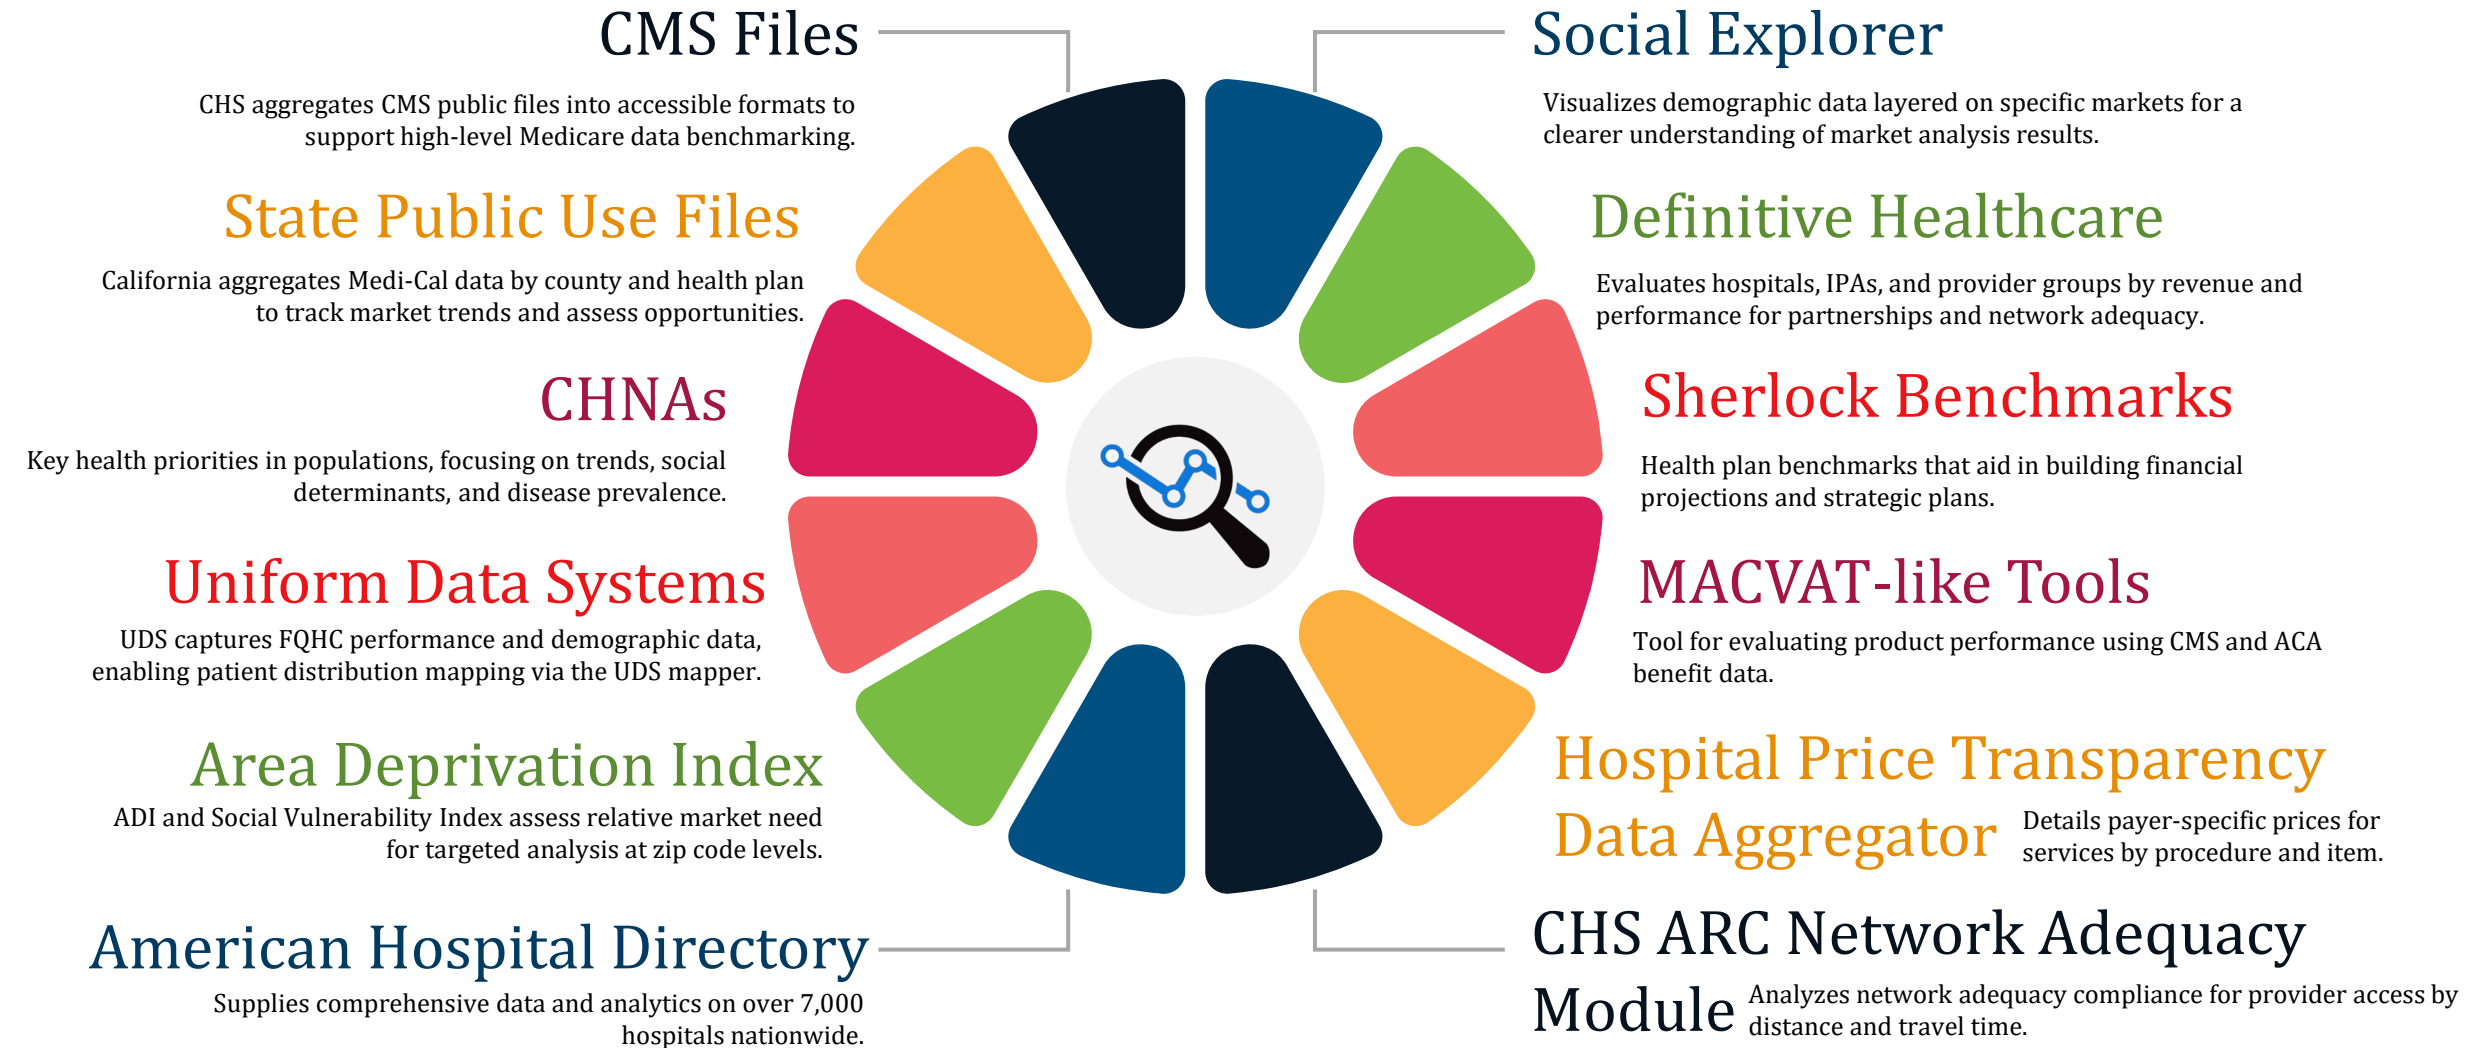 CMS Files
CHS aggregates CMS public files into accessible formats to
support high-level Medicare data benchmarking.
State Public Use Files
California aggregates Medi-Cal data by county and health plan
to track market trends and assess opportunities.
CHNAs
Key health priorities in populations, focusing on trends, social
determinants, and disease prevalence.
Uniform Data Systems
UDS captures FQHC performance and demographic data,
enabling patient distribution mapping via the UDS mapper.
Area Deprivation Index
ADI and Social Vulnerability Index assess relative market need
for targeted analysis at zip code levels.
American Hospital Directory
Supplies comprehensive data and analytics on over 7,000
hospitals nationwide.
Social Explorer
Visualizes demographic data layered on specific markets for a
clearer understanding of market analysis results.
Definitive Healthcare
Evaluates hospitals, IPAs, and provider groups by revenue and
performance for partnerships and network adequacy.
Sherlock Benchmarks
Health plan benchmarks that aid in building financial
projections and strategic plans.
MACVAT-like Tools
Tool for evaluating product performance using CMS and ACA
benefit data.
Hospital Price Transparency
Data Aggregator
Details payer-specific prices for
services by procedure and item.
CHS ARC Network Adequacy
Module
Analyzes network adequacy compliance for provider access by
distance and travel time.